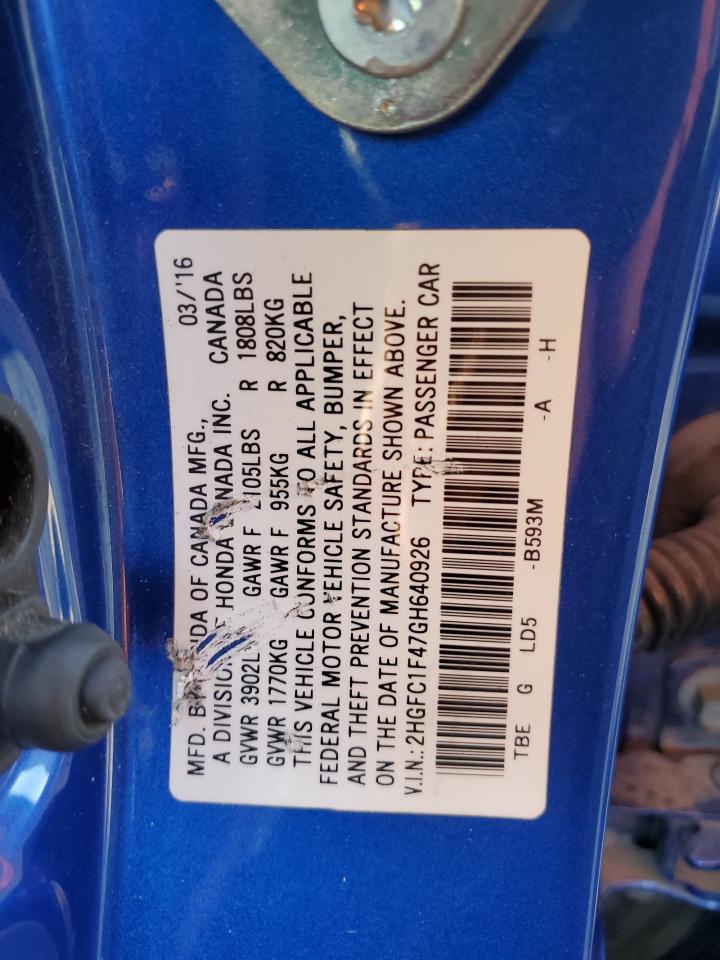 MFD. BY HONDA OF CANADA MFG., 03/'16
A DIVISION OF HONDA CANADA INC. CANADA
GVWR 3902LBS GAWR F 2105LBS R 1808LBS
GVWR 1770KG GAWR F 955KG R 820KG
THIS VEHICLE CONFORMS TO ALL APPLICABLE
FEDERAL MOTOR VEHICLE SAFETY, BUMPER,
AND THEFT PREVENTION STANDARDS IN EFFECT
ON THE DATE OF MANUFACTURE SHOWN ABOVE.
V.I.N.: 2HGFC1F47GH640926 TYPE: PASSENGER CAR
TBE G LD5 -B593M -A -H